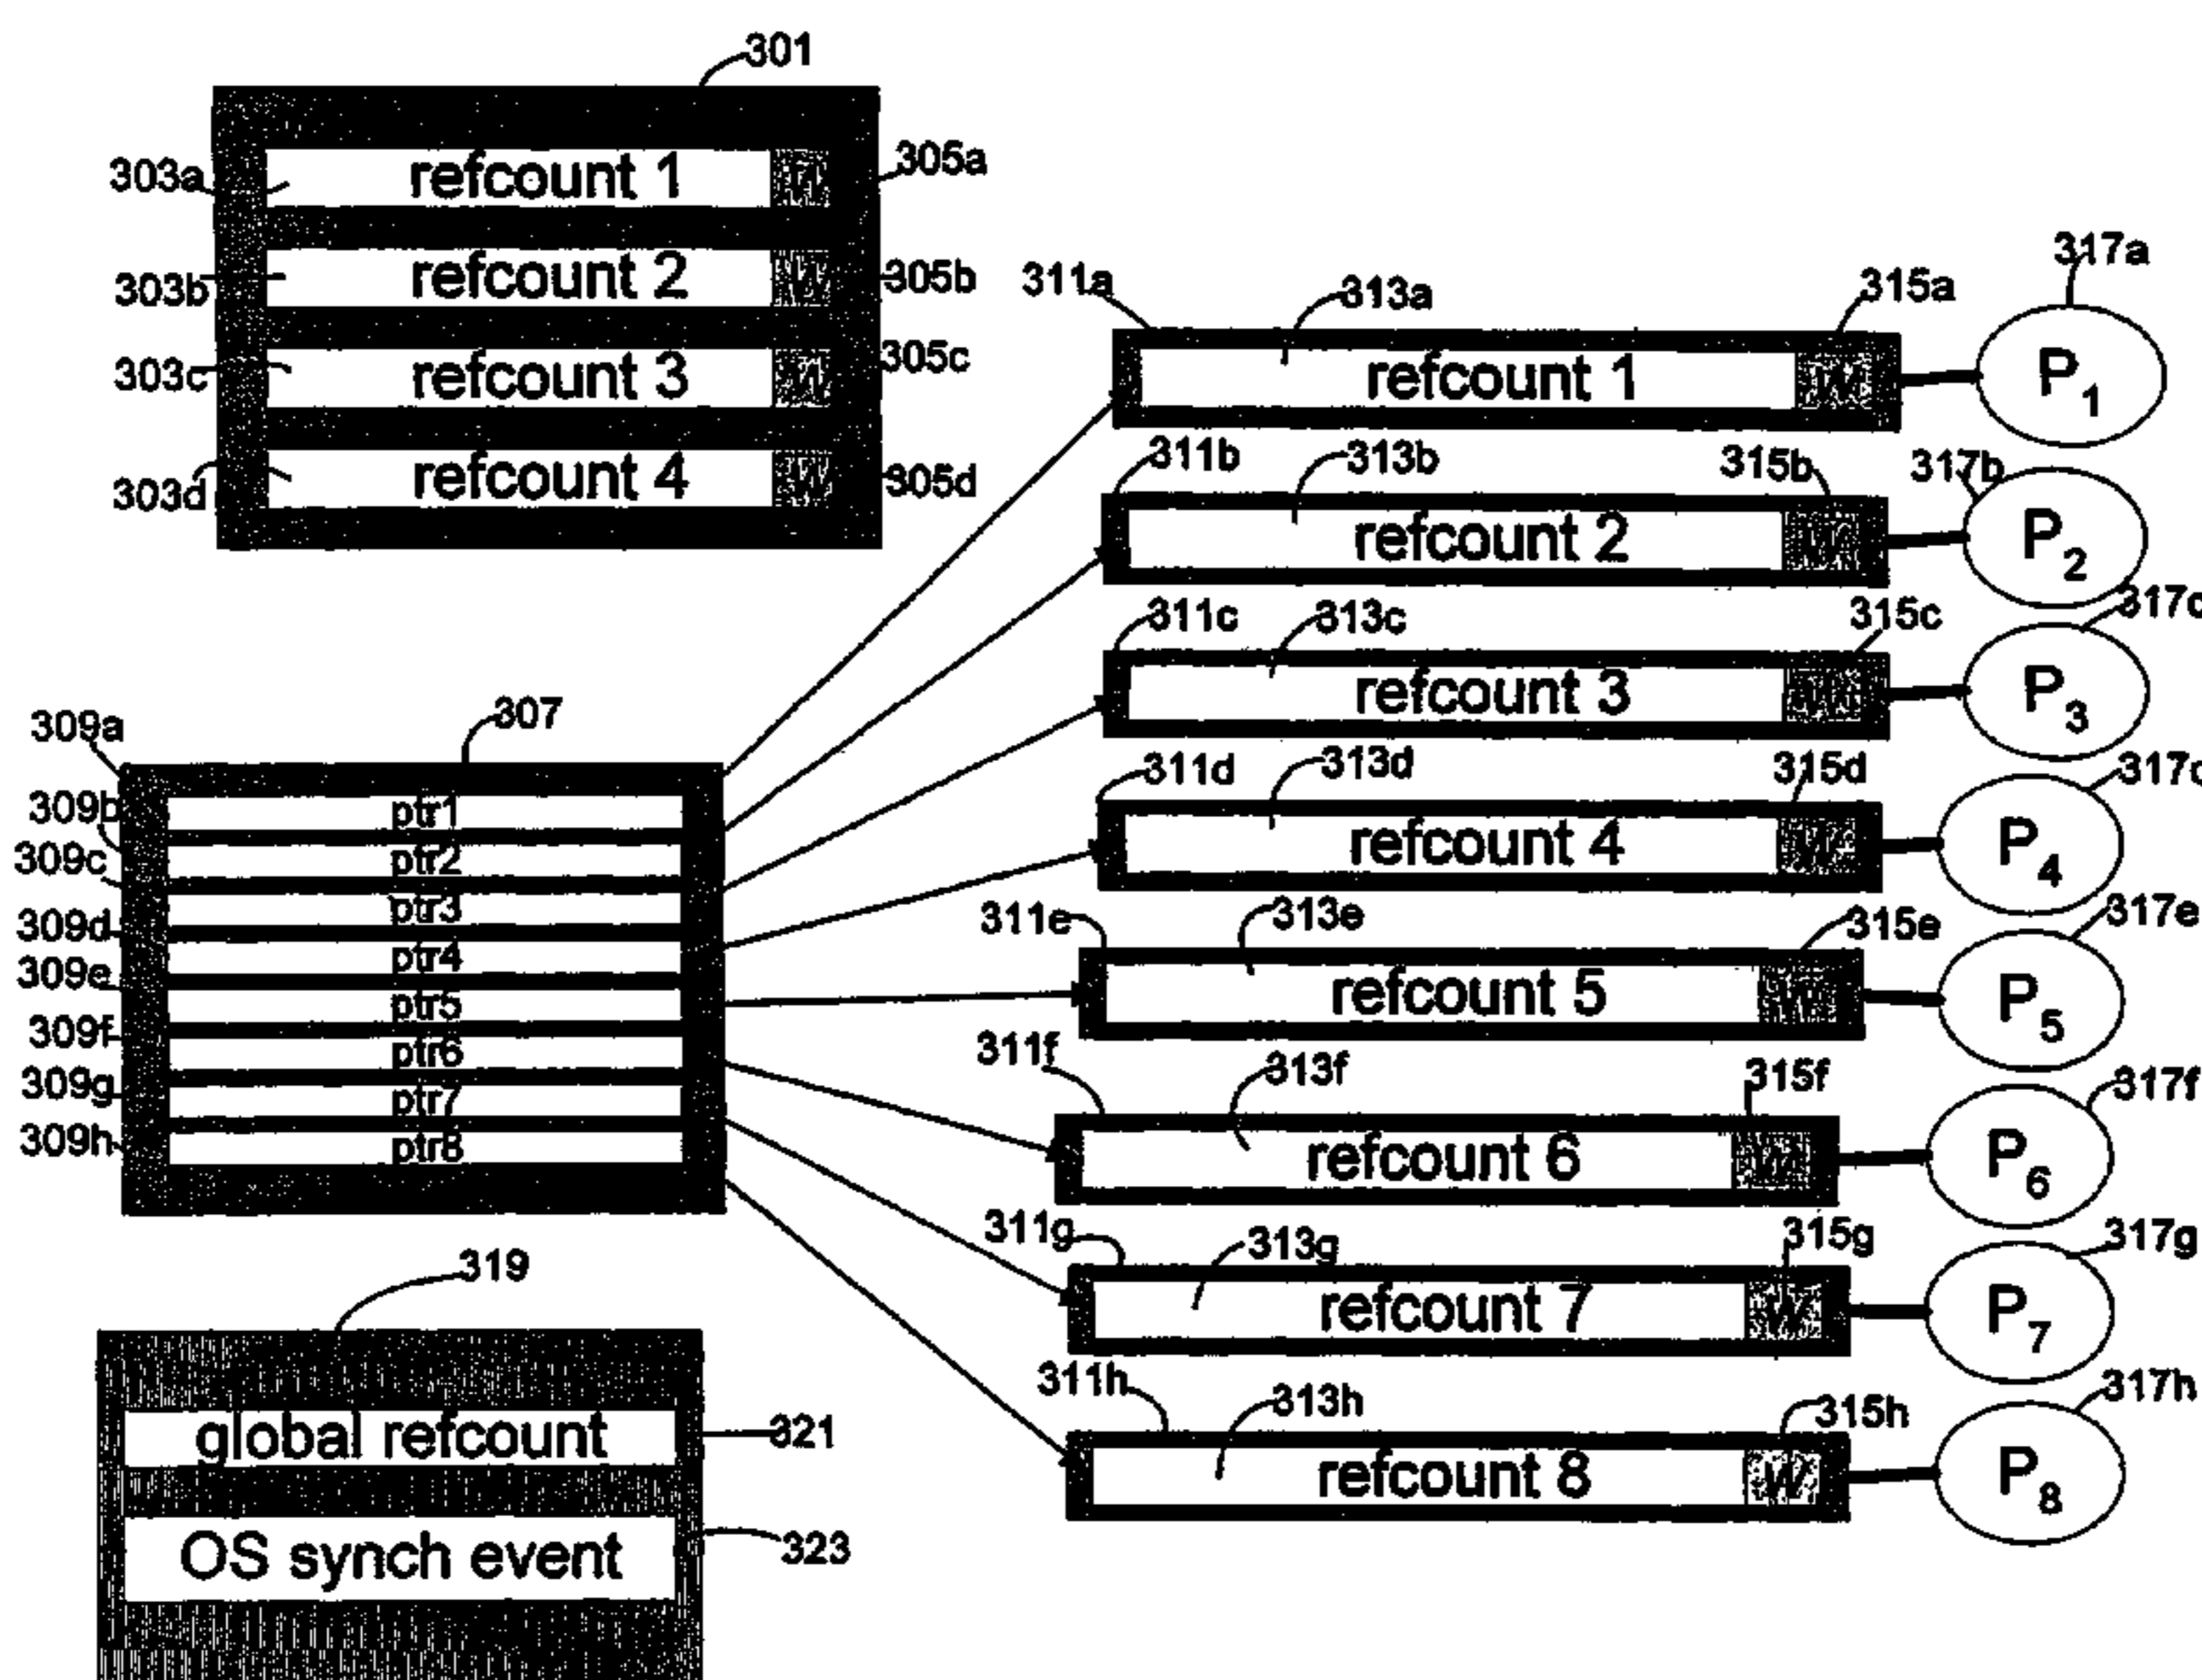 301
303a refcount 1 W 305a
303b refcount 2 W 305b
303c refcount 3 W 305c
303d refcount 4 W 305d
311a 313a 315a 317a
refcount 1 W P1
311b 313b 315b 317b
refcount 2 W P2
311c 313c 315c 317c
refcount 3 W P3
311d 313d 315d
refcount 4 W P4
311e 313e 315e 317e
refcount 5 W P5
311f 313f 315f 317f
refcount 6 W P6
311g 313g 315g 317g
refcount 7 W P7
311h 313h 315h 317h
refcount 8 W P8
307
309a ptr1
309b ptr2
309c ptr3
309d ptr4
309e ptr5
309f ptr6
309g ptr7
309h ptr8
319
global refcount 321
OS synch event 323